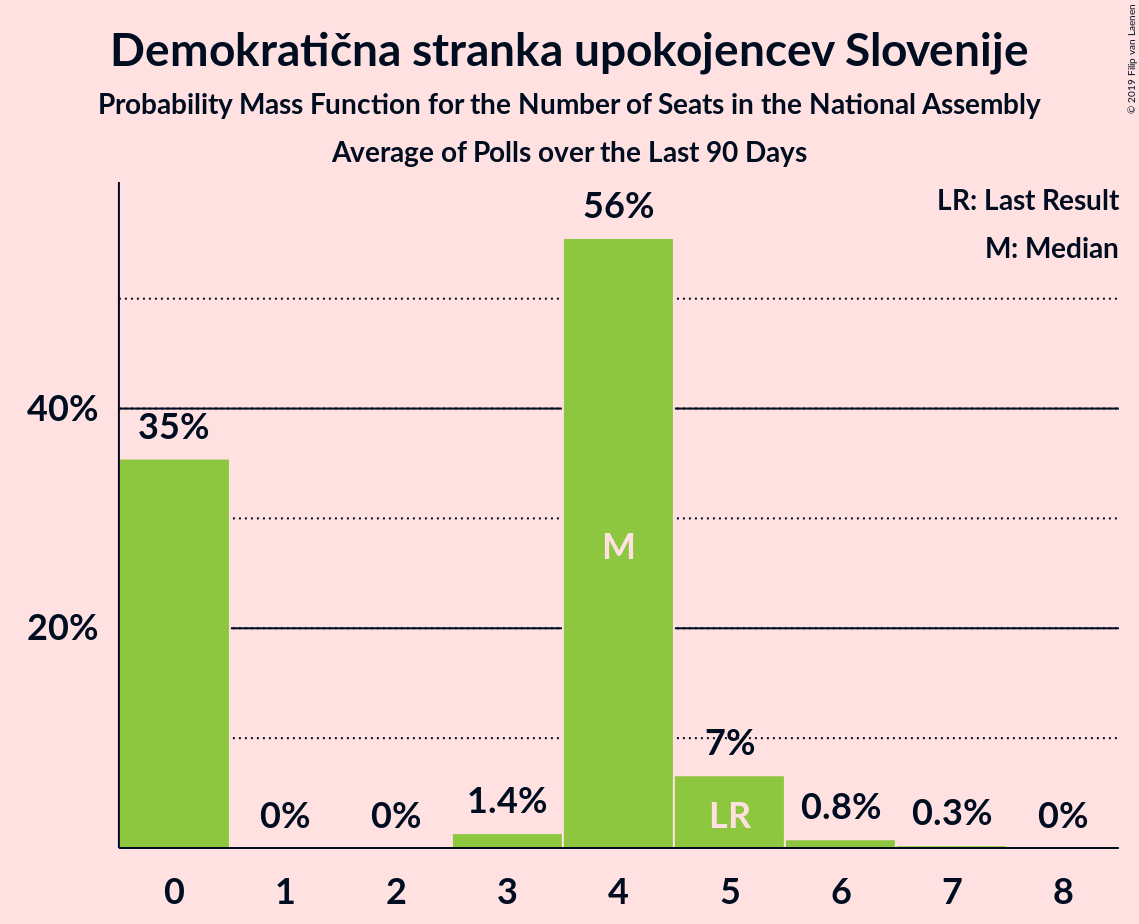 Demokratična stranka upokojencev Slovenije
Probability Mass Function for the Number of Seats in the National Assembly
Average of Polls over the Last 90 Days
© 2019 Filip van Laenen
LR: Last Result
M: Median
56%
40%
35%
M
20%
7%
1.4%
0.8%
0.3%
0%
0%
LR
0%
0 1 2 3 4 5 6 7 8